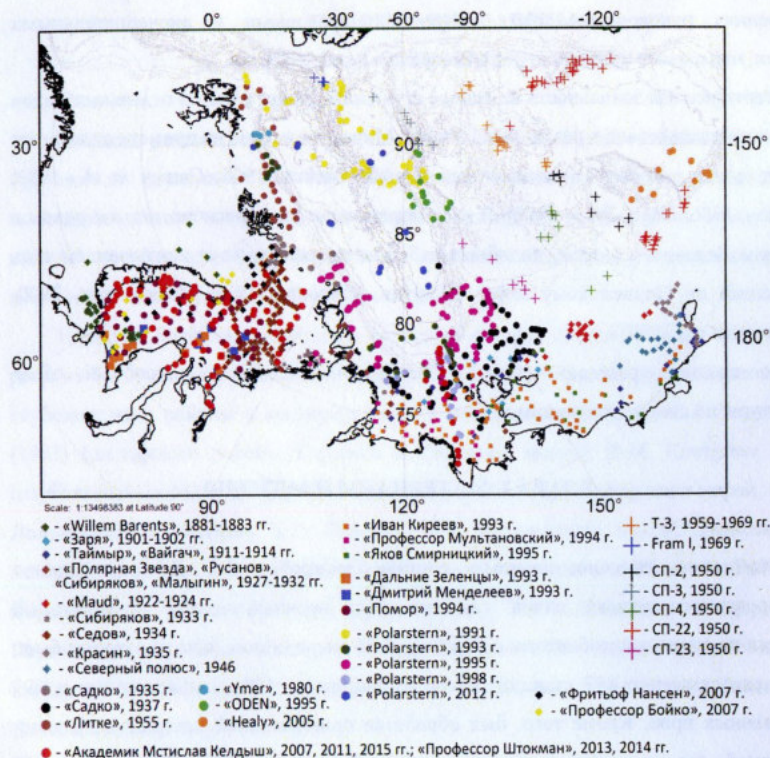 0° 30° 60° 90° 120°
30° 90° -150°
85°
80° 180°
60°
75°
90° 120° 150°
Scale: 1:13498383 at Latitude 90°
- «Willem Barents», 1881-1883 гг.
- «Заря», 1901-1902 гг.
- «Таймыр», «Вайгач», 1911-1914 гг.
- «Полярная Звезда», «Русанов»,
«Сибиряков», «Малыгин», 1927-1932 гг.
- «Maud», 1922-1924 гг.
- «Сибиряков», 1933 г.
- «Седов», 1934 г.
- «Красин», 1935 г.
- «Северный полюс», 1946
- «Садко», 1935 г.
- «Садко», 1937 г.
- «Литке», 1955 г.
- «Ymer», 1980 г.
- «ODEN», 1995 г.
- «Healy», 2005 г.
- «Иван Киреев», 1993 г.
- «Профессор Мультановский», 1994 г.
- «Яков Смирницкий», 1995 г.
- «Дальние Зеленцы», 1993 г.
- «Дмитрий Менделеев», 1993 г.
- «Помор», 1994 г.
- «Polarstern», 1991 г.
- «Polarstern», 1993 г.
- «Polarstern», 1995 г.
- «Polarstern», 1998 г.
- «Polarstern», 2012 г.
- Т-3, 1959-1969 гг.
- Fram I, 1969 г.
- СП-2, 1950 г.
- СП-3, 1950 г.
- СП-4, 1950 г.
- СП-22, 1950 г.
- СП-23, 1950 г.
- «Фритьоф Нансен», 2007 г.
- «Профессор Бойко», 2007 г.
- «Академик Мстислав Келдыш», 2007, 2011, 2015 гг.; «Профессор Штокман», 2013, 2014 гг.